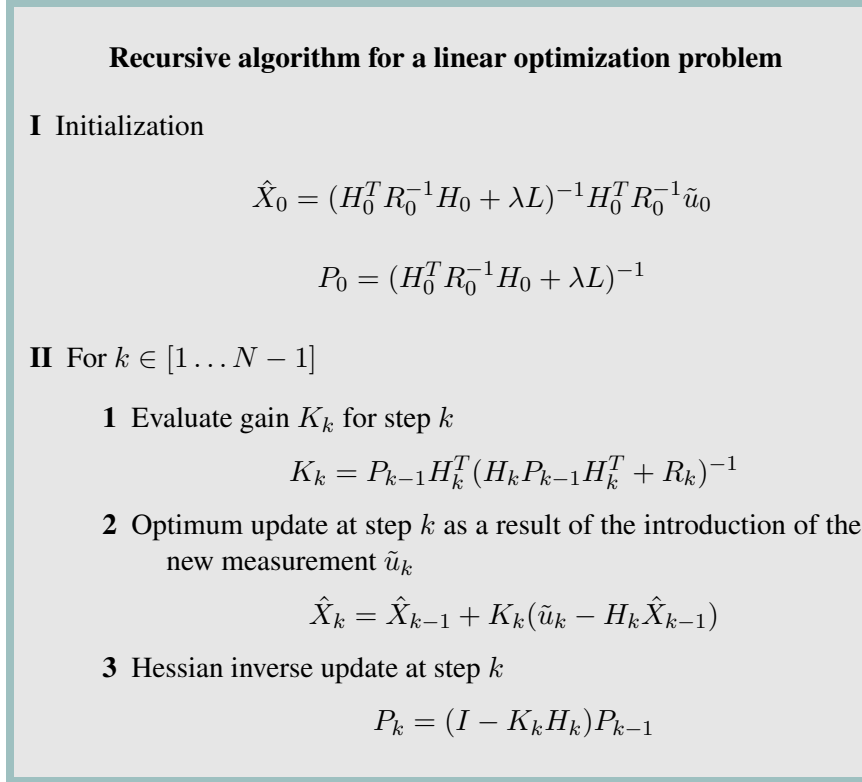 Recursive algorithm for a linear optimization problem
I Initialization
X̂₀ = (H₀ᵀR₀⁻¹H₀ + λL)⁻¹H₀ᵀR₀⁻¹ũ₀
P₀ = (H₀ᵀR₀⁻¹H₀ + λL)⁻¹
II For k ∈ [1 … N − 1]
1 Evaluate gain Kₖ for step k
Kₖ = Pₖ₋₁Hₖᵀ(HₖPₖ₋₁Hₖᵀ + Rₖ)⁻¹
2 Optimum update at step k as a result of the introduction of the
new measurement ũₖ
X̂ₖ = X̂ₖ₋₁ + Kₖ(ũₖ − HₖX̂ₖ₋₁)
3 Hessian inverse update at step k
Pₖ = (I − KₖHₖ)Pₖ₋₁